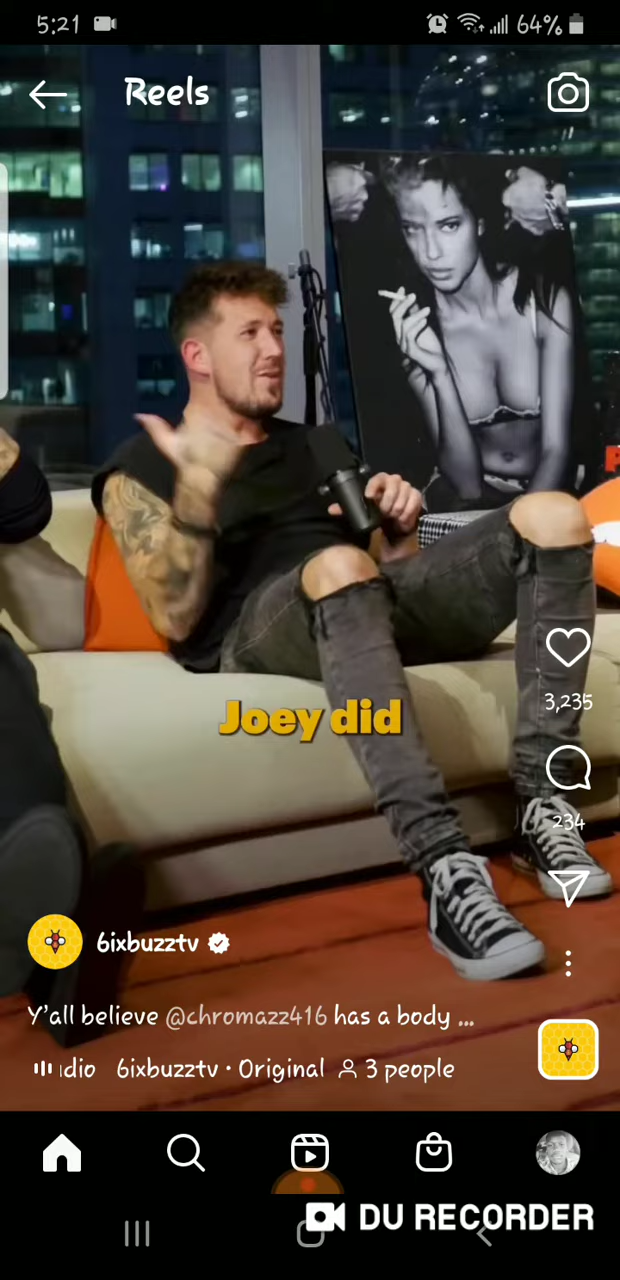 5:21
64%
Reels
3,235
Joey did
234
6ixbuzztv
Y'all believe @chromazz416 has a body ...
dio 6ixbuzztv • Original 3 people
DU RECORDER